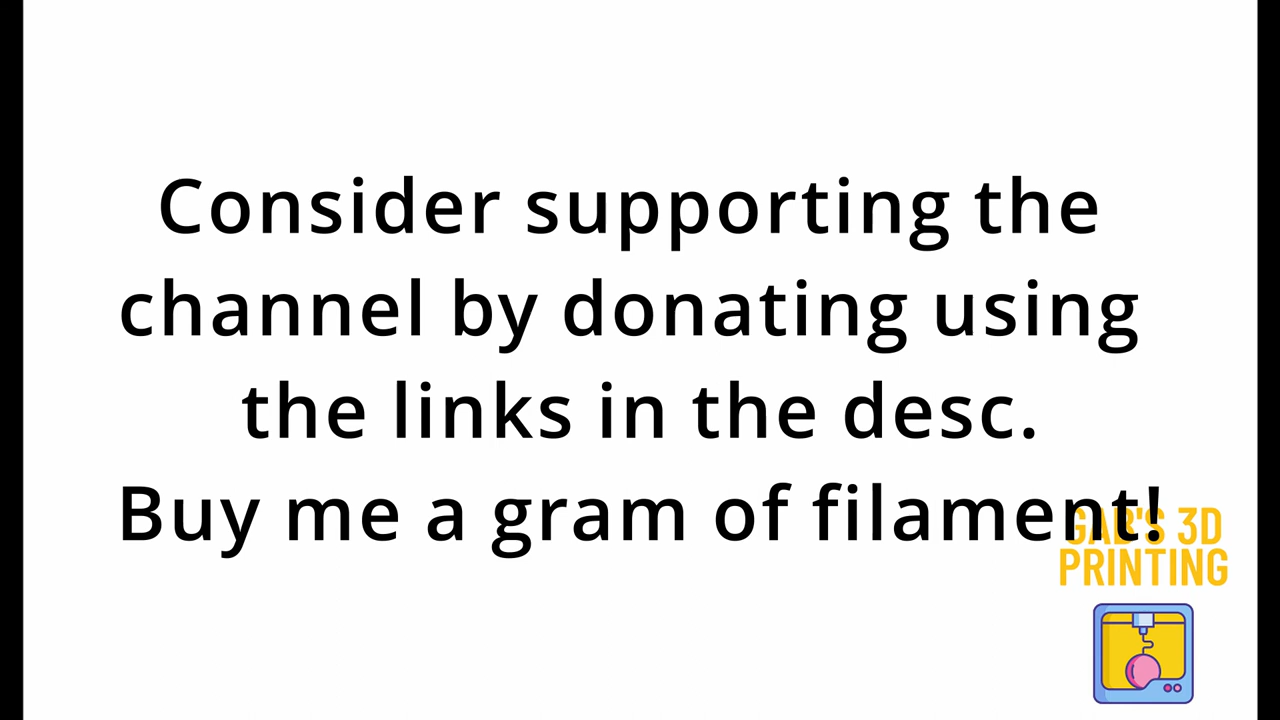 Consider supporting the
channel by donating using
the links in the desc.
Buy me a gram of filament!
GAB'S 3D
PRINTING